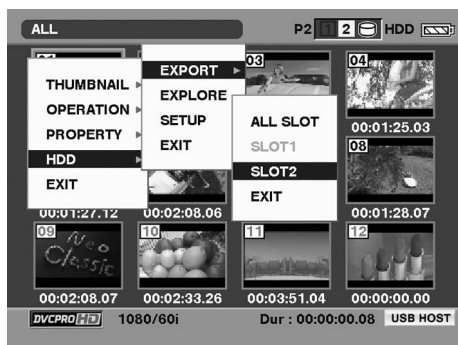 ALL
P2 1 2 HDD
03
04
THUMBNAIL
OPERATION
PROPERTY
HDD
EXIT
EXPORT
EXPLORE
SETUP
EXIT
ALL SLOT
SLOT1
SLOT2
EXIT
00:01:25.03
08
00:01:27.12 00:02:08.06 00:01:28.07
09 10 11 12
Neo
Classic
00:02:08.07 00:02:33.26 00:03:51.04 00:00:00.00
DVCPRO HD 1080/60i Dur : 00:00:00.08 USB HOST